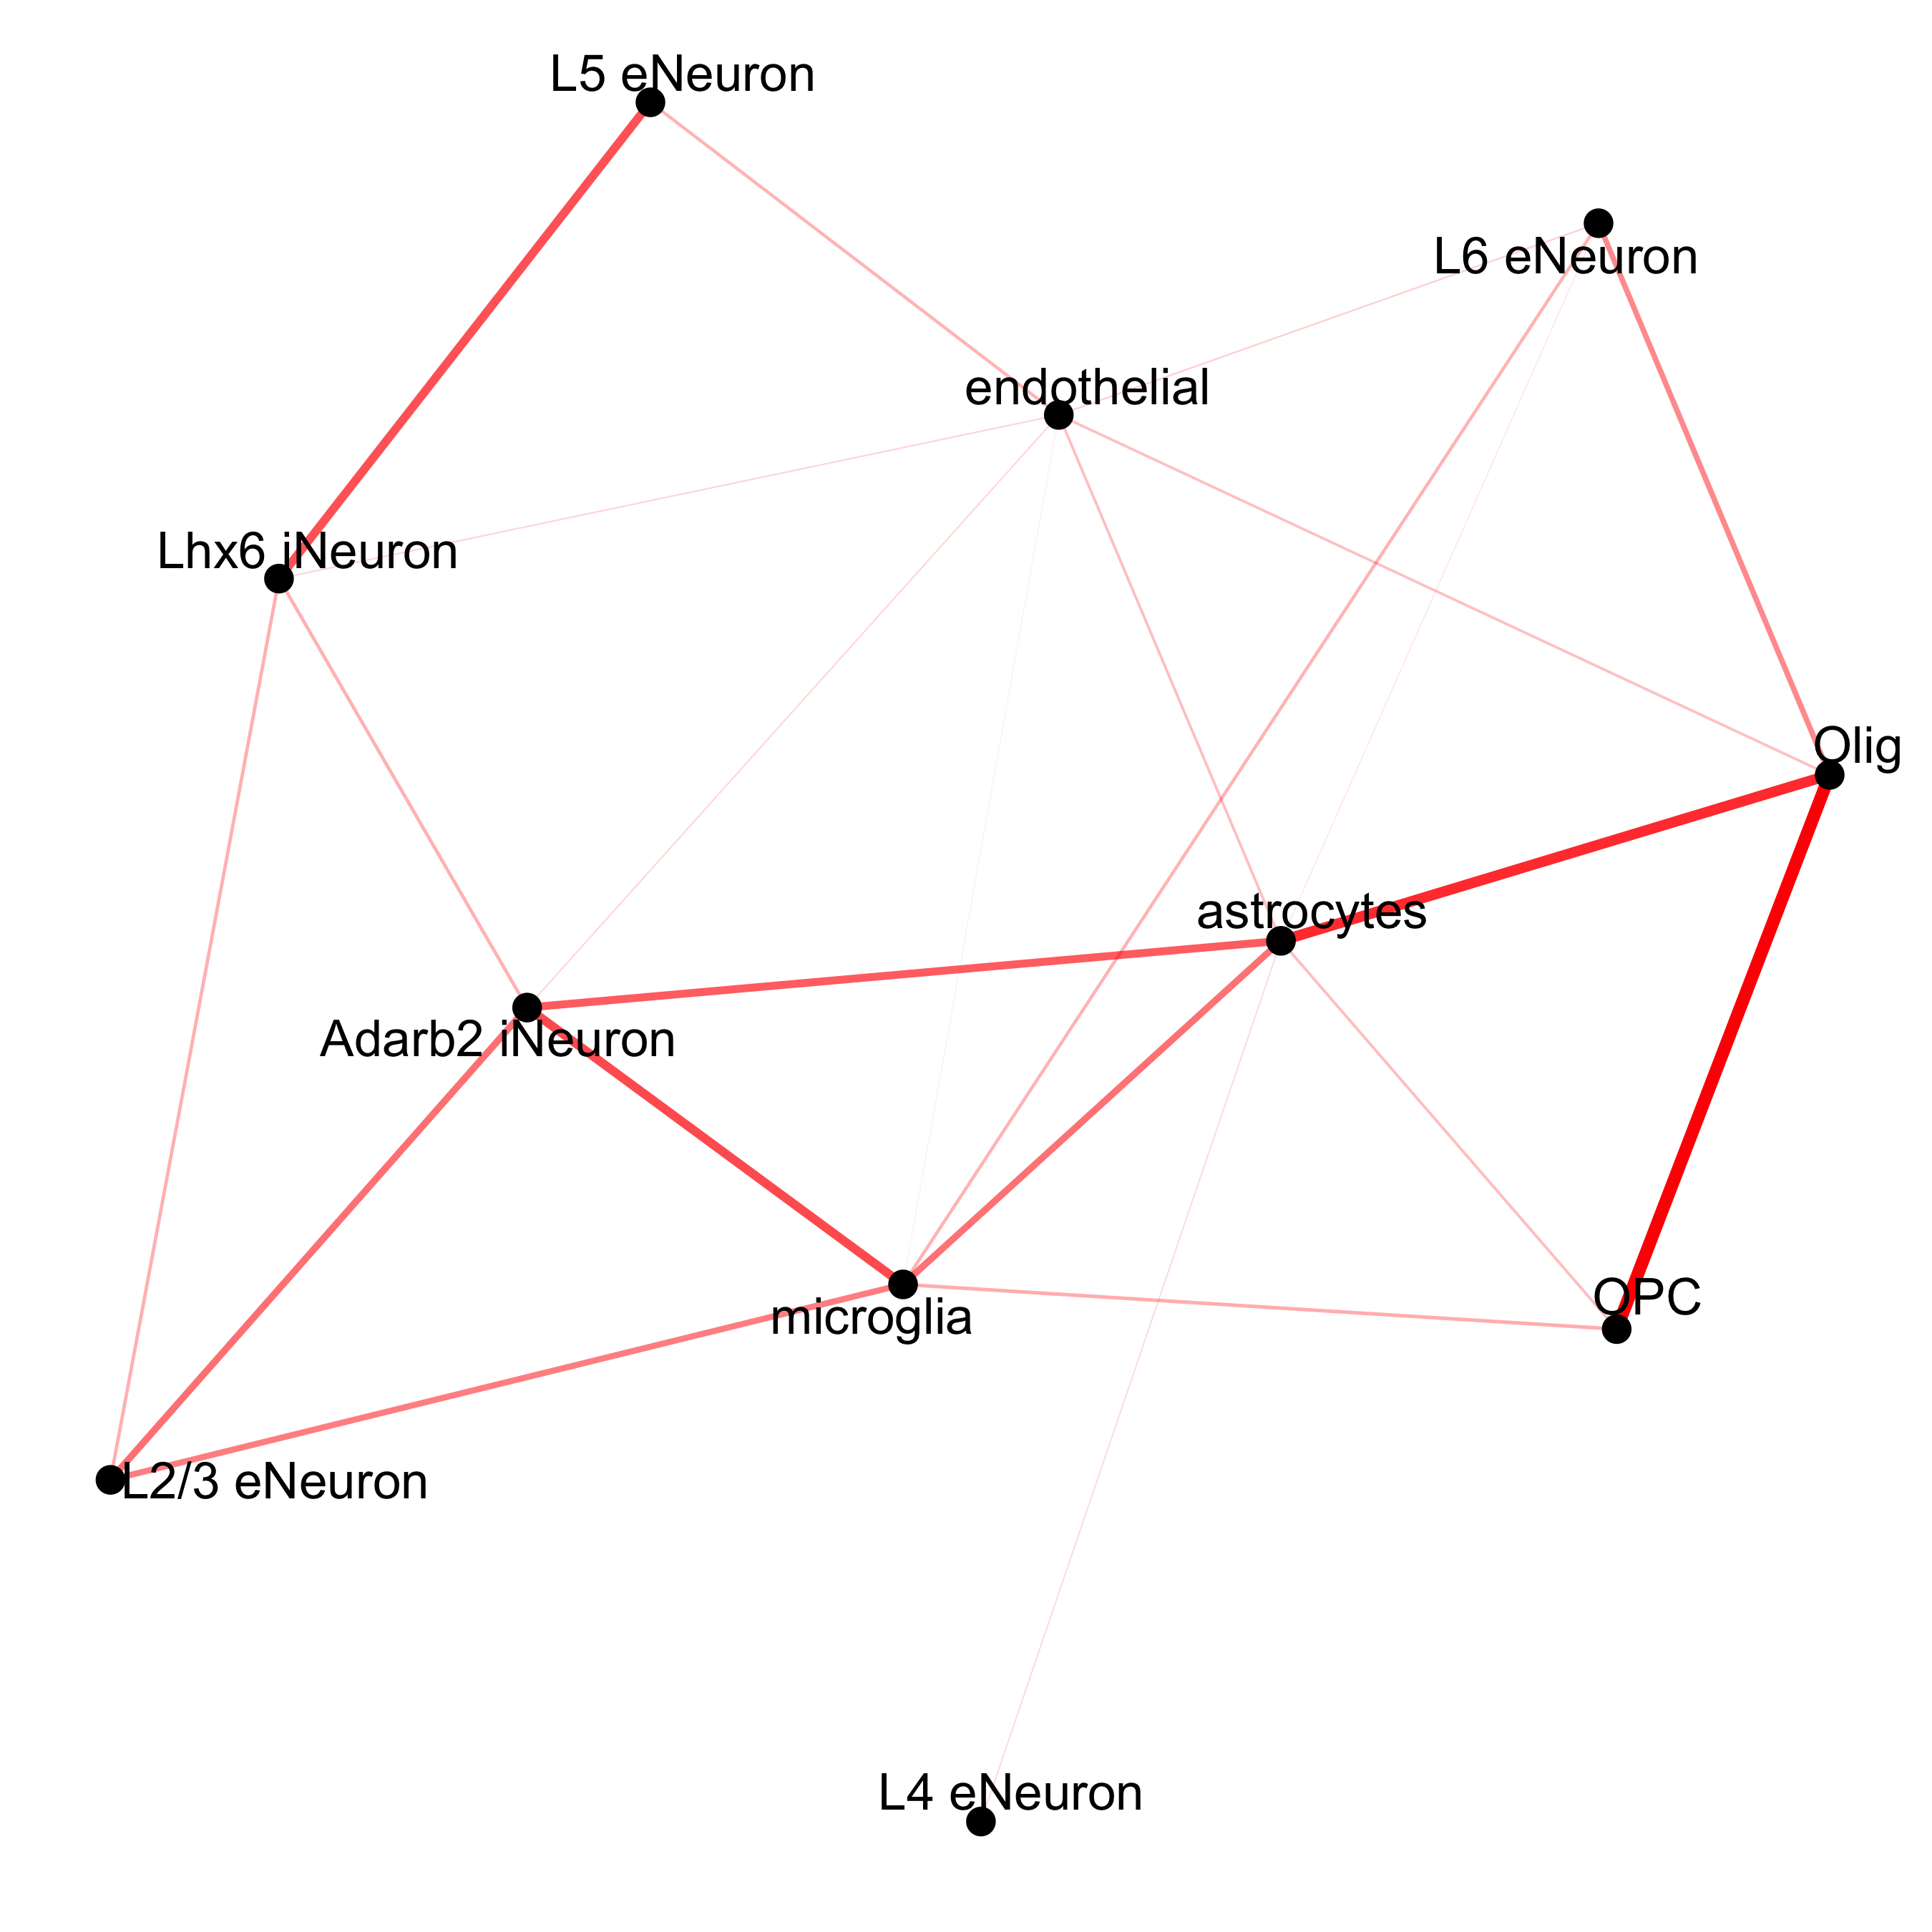 L5 eNeuron
L6 eNeuron
endothelial
Lhx6 iNeuron
Olig
astrocytes
Adarb2 iNeuron
microglia
OPC
L2/3 eNeuron
L4 eNeuron